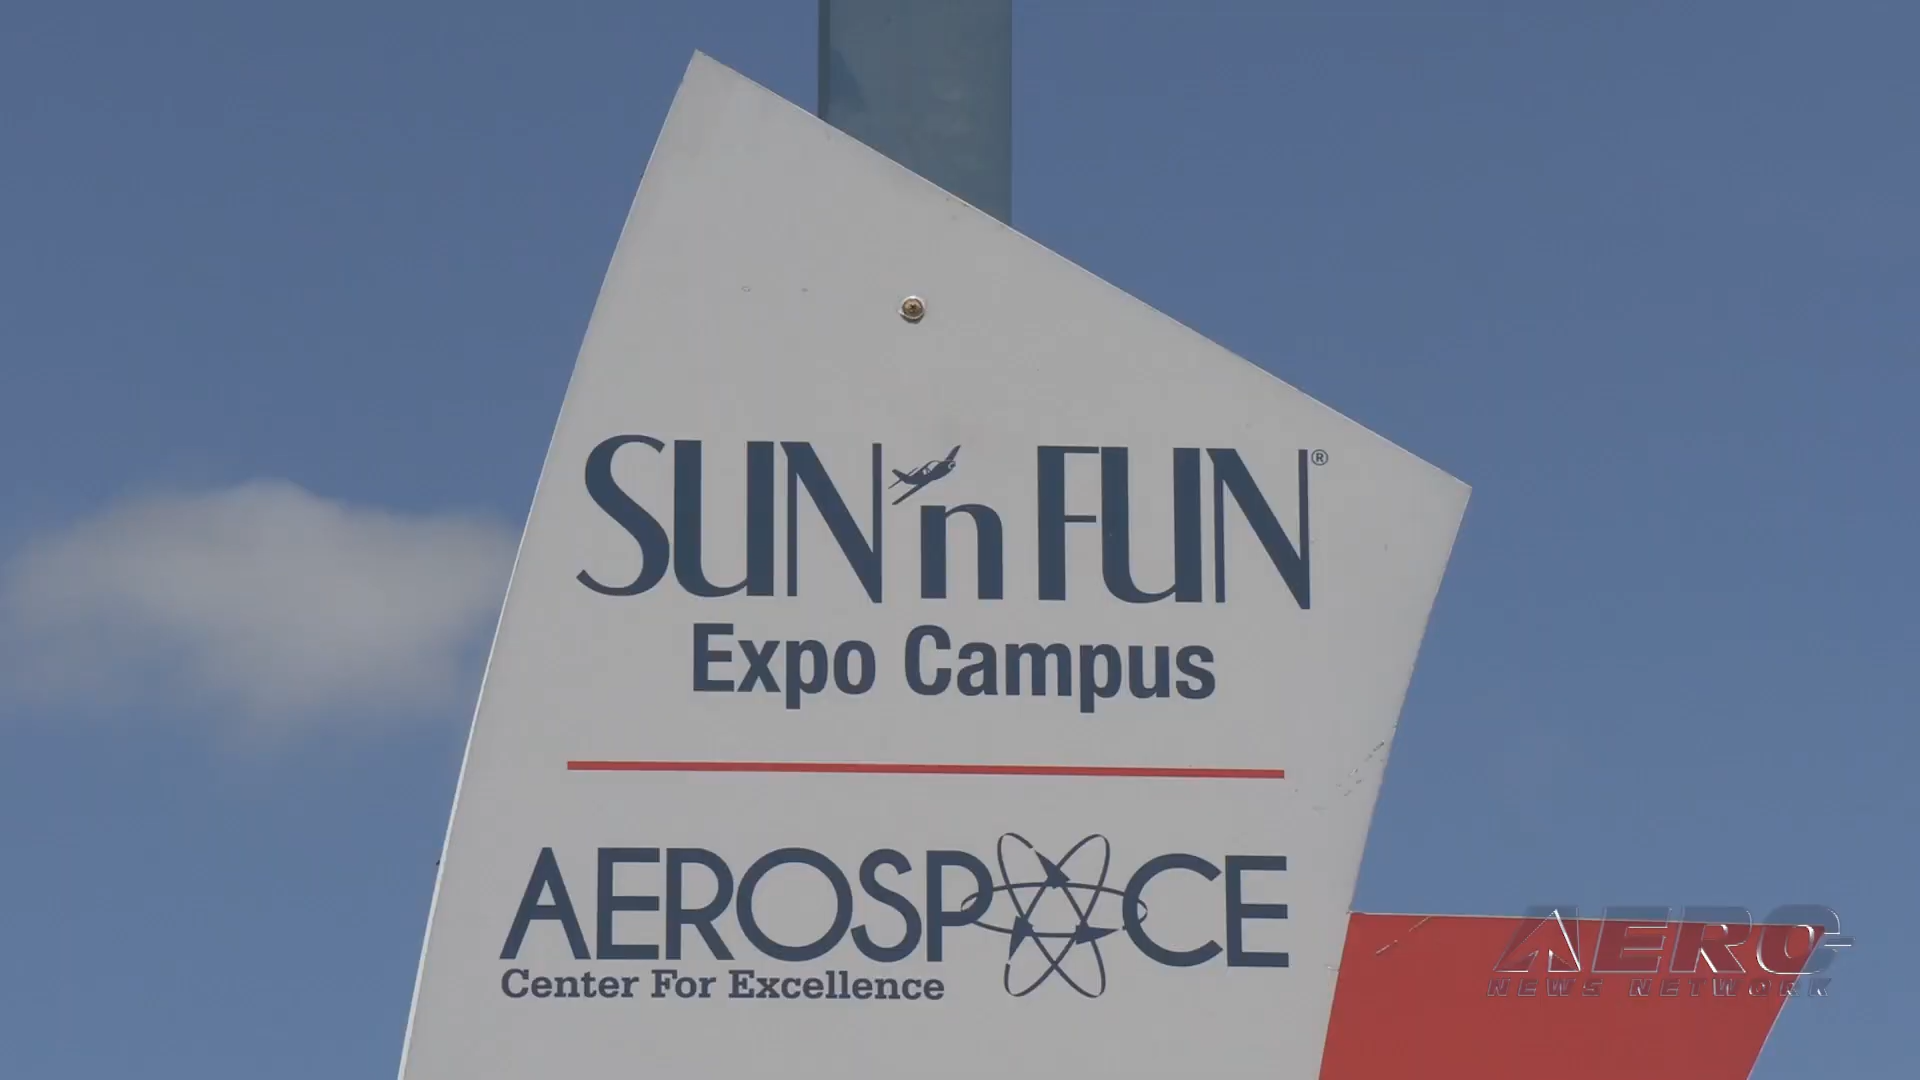 SUN 'n FUN®
Expo Campus
AEROSPACE
Center For Excellence
AERO
NEWS NETWORK